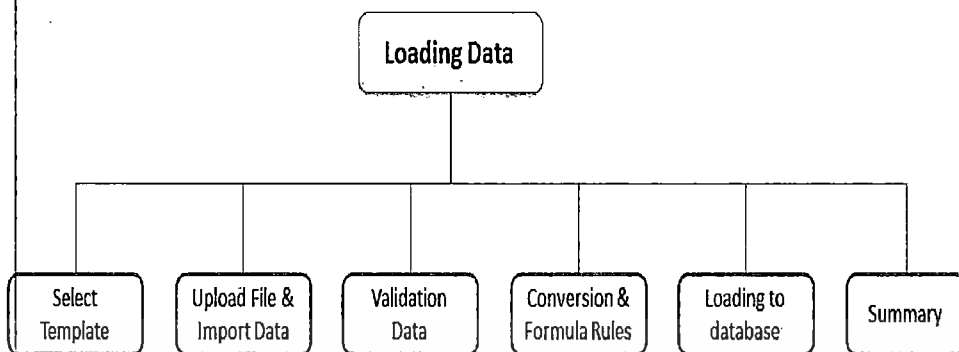 Loading Data
Select
Template
Upload File &
Import Data
Validation
Data
Conversion &
Formula Rules
Loading to
database
Summary